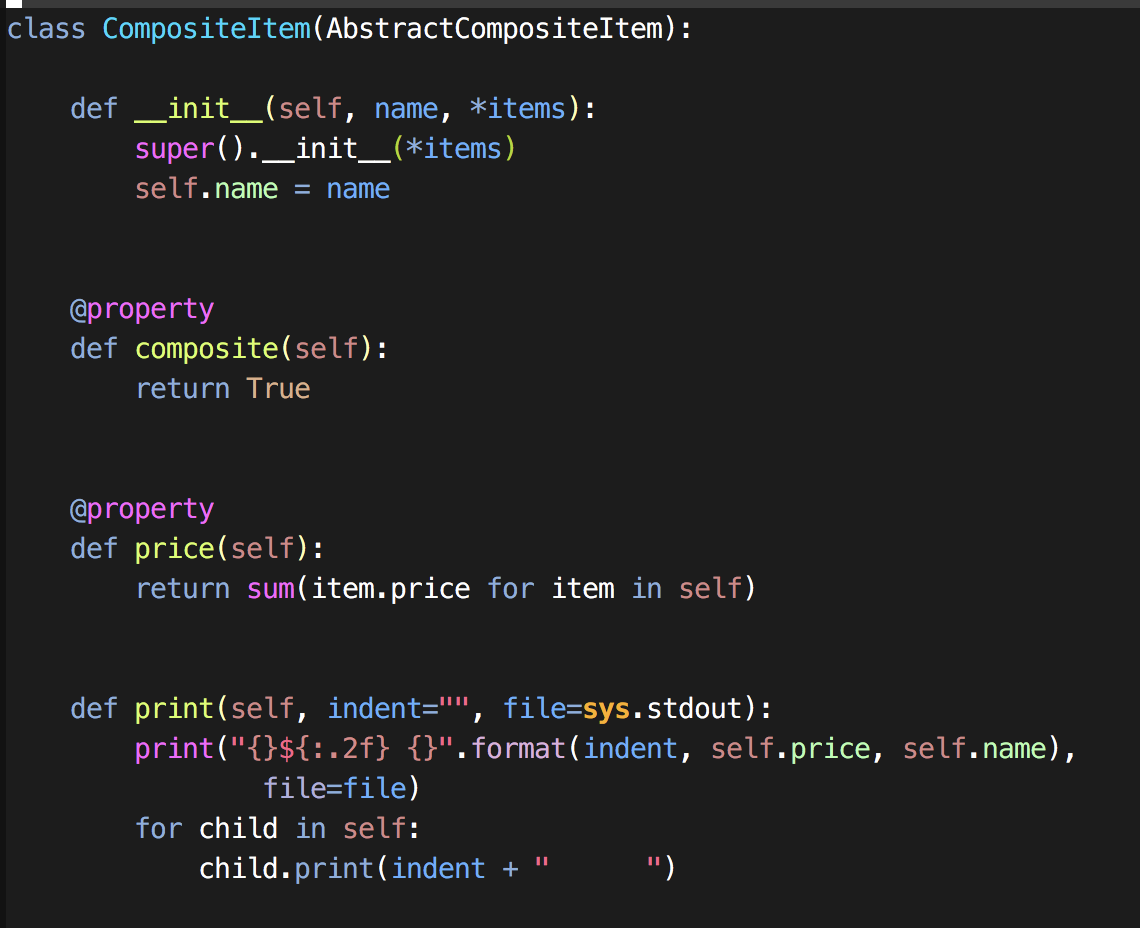 class CompositeItem(AbstractCompositeItem):
    def __init__(self, name, *items):
        super().__init__(*items)
        self.name = name
    @property
    def composite(self):
        return True
    @property
    def price(self):
        return sum(item.price for item in self)
    def print(self, indent="", file=sys.stdout):
        print("{}${:.2f} {}".format(indent, self.price, self.name),
                file=file)
        for child in self:
            child.print(indent + "      ")